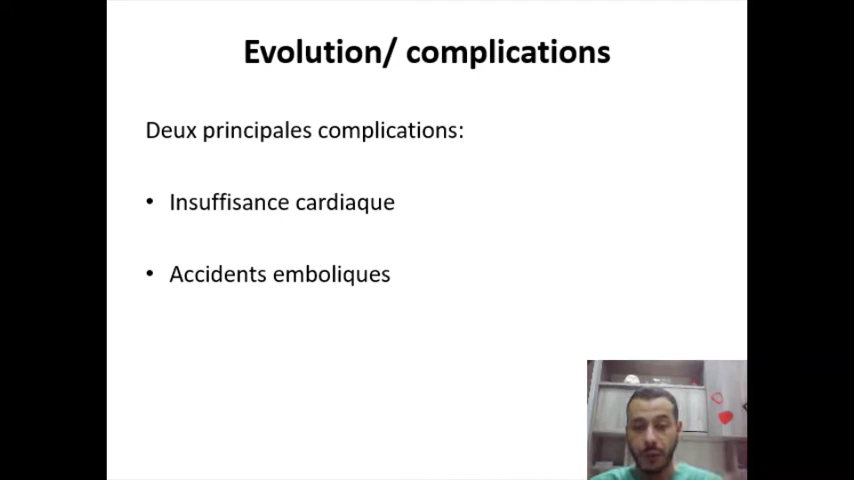 Evolution/ complications
Deux principales complications:
• Insuffisance cardiaque
• Accidents emboliques